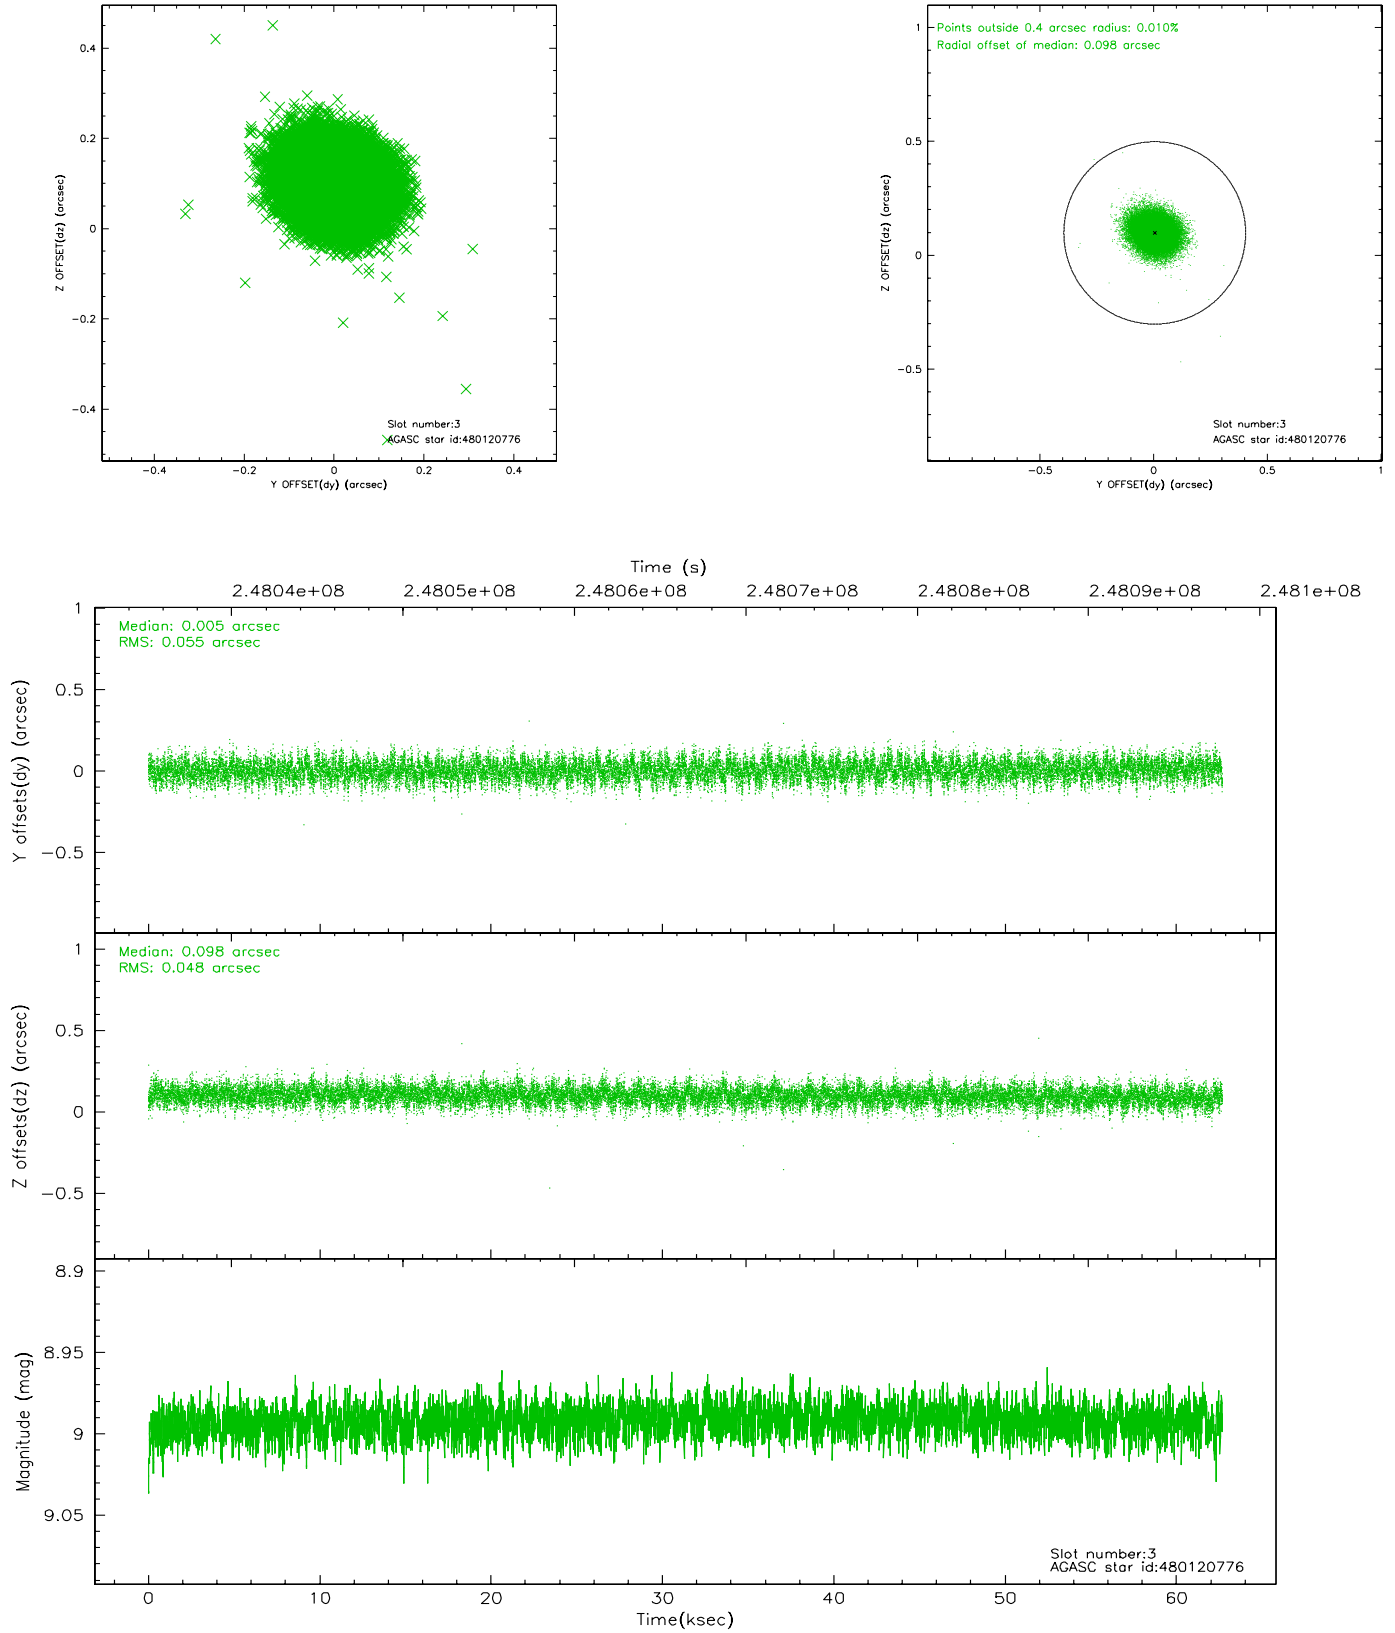 0.4
0.2
0
−0.2
−0.4
Z OFFSET(dz) (arcsec)
Slot number:3
AGASC star id:480120776
−0.4 −0.2 0 0.2 0.4
Y OFFSET(dy) (arcsec)
Points outside 0.4 arcsec radius: 0.010%
Radial offset of median: 0.098 arcsec
1
0.5
0
−0.5
Z OFFSET(dz) (arcsec)
Slot number:3
AGASC star id:480120776
−0.5 0 0.5 1
Y OFFSET(dy) (arcsec)
Time (s)
2.4804e+08 2.4805e+08 2.4806e+08 2.4807e+08 2.4808e+08 2.4809e+08 2.481e+08
Median: 0.005 arcsec
RMS: 0.055 arcsec
1
0.5
0
−0.5
Y offsets(dy) (arcsec)
Median: 0.098 arcsec
RMS: 0.048 arcsec
1
0.5
0
−0.5
Z offsets(dz) (arcsec)
8.9
8.95
9
9.05
Magnitude (mag)
Slot number:3
AGASC star id:480120776
0 10 20 30 40 50 60
Time(ksec)